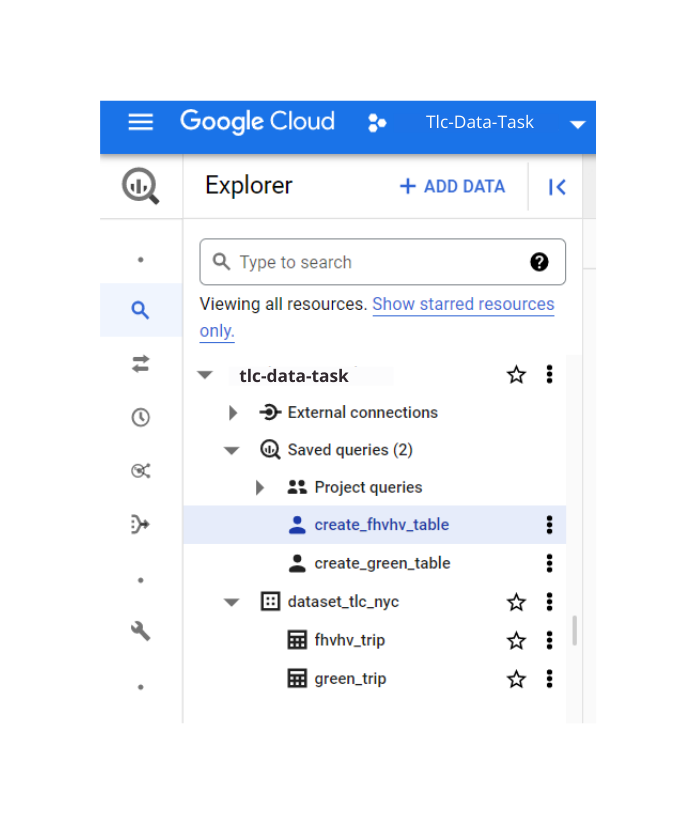 Google Cloud Tlc-Data-Task
Explorer + ADD DATA
Type to search
Viewing all resources. Show starred resources
only.
tlc-data-task
External connections
Saved queries (2)
Project queries
create_fhvhv_table
create_green_table
dataset_tlc_nyc
fhvhv_trip
green_trip